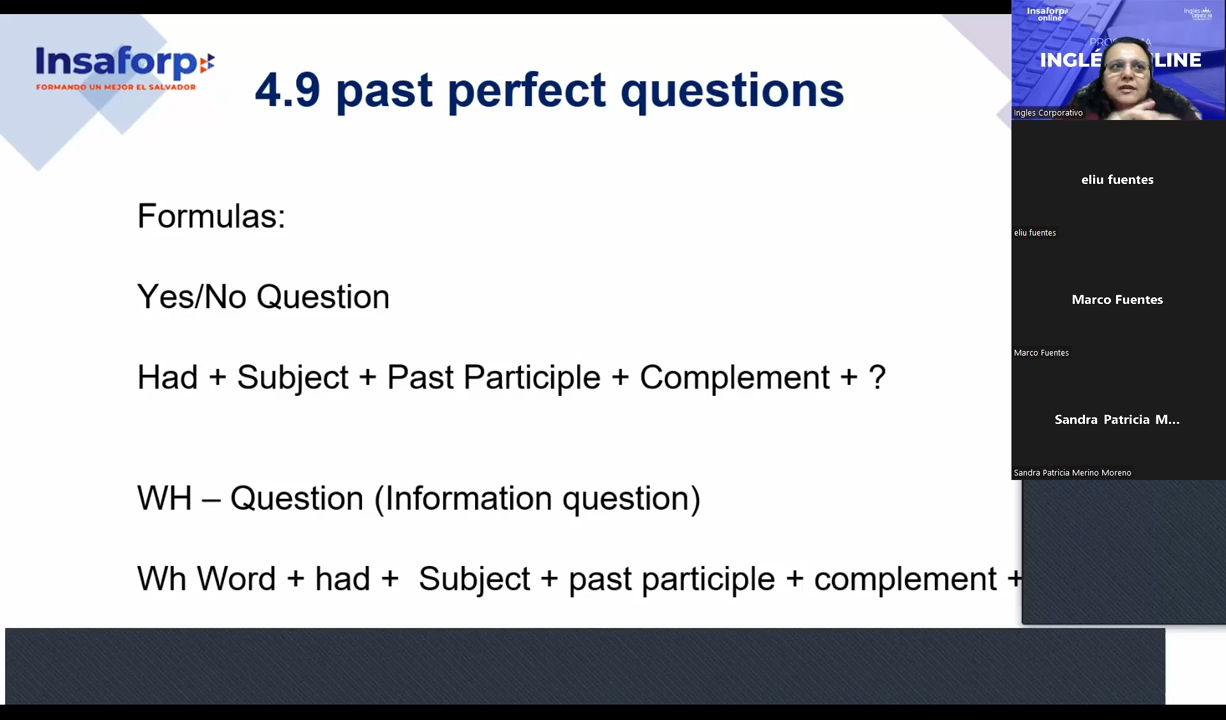 Insaforp
FORMANDO UN MEJOR EL SALVADOR
4.9 past perfect questions
Formulas:
Yes/No Question
Had + Subject + Past Participle + Complement + ?
WH – Question (Information question)
Wh Word + had + Subject + past participle + complement +
Insaforp
online
INGLÉ LINE
Ingles Corporativo
eliu fuentes
eliu fuentes
Marco Fuentes
Marco Fuentes
Sandra Patricia M...
Sandra Patricia Merino Moreno